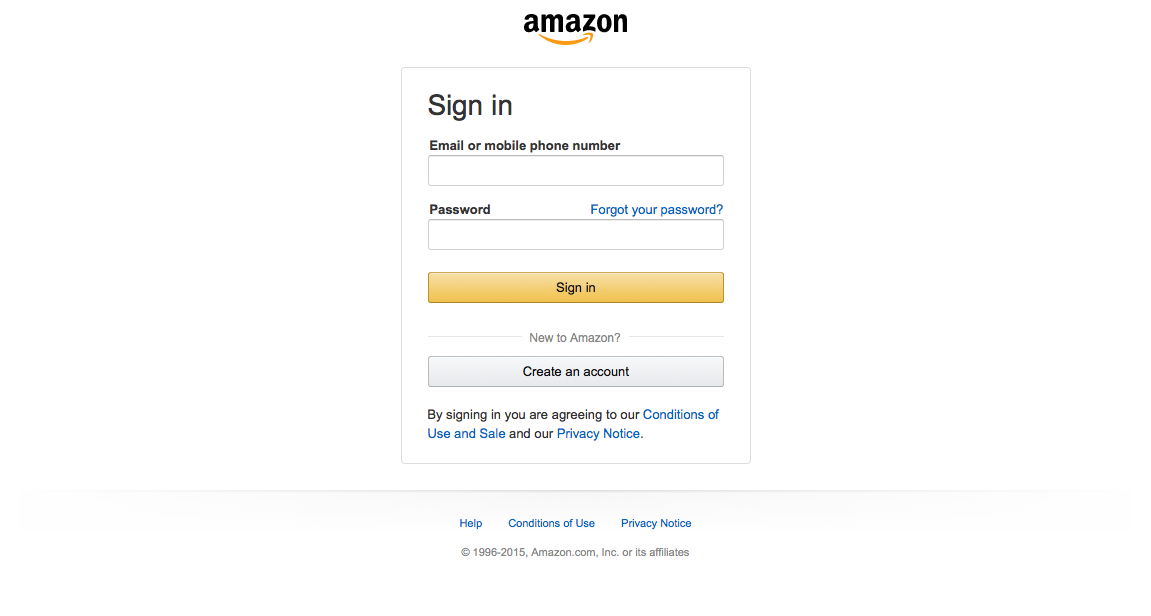 amazon
Sign in
Email or mobile phone number
Password Forgot your password?
Sign in
New to Amazon?
Create an account
By signing in you are agreeing to our Conditions of
Use and Sale and our Privacy Notice.
Help Conditions of Use Privacy Notice
© 1996-2015, Amazon.com, Inc. or its affiliates